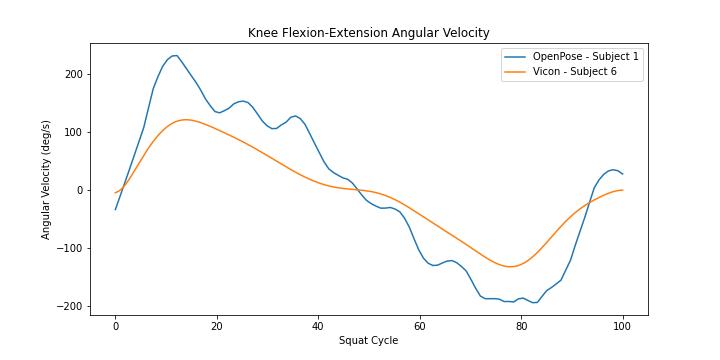 Knee Flexion-Extension Angular Velocity
OpenPose - Subject 1
Vicon - Subject 6
Angular Velocity (deg/s)
200
100
0
−100
−200
0 20 40 60 80 100
Squat Cycle